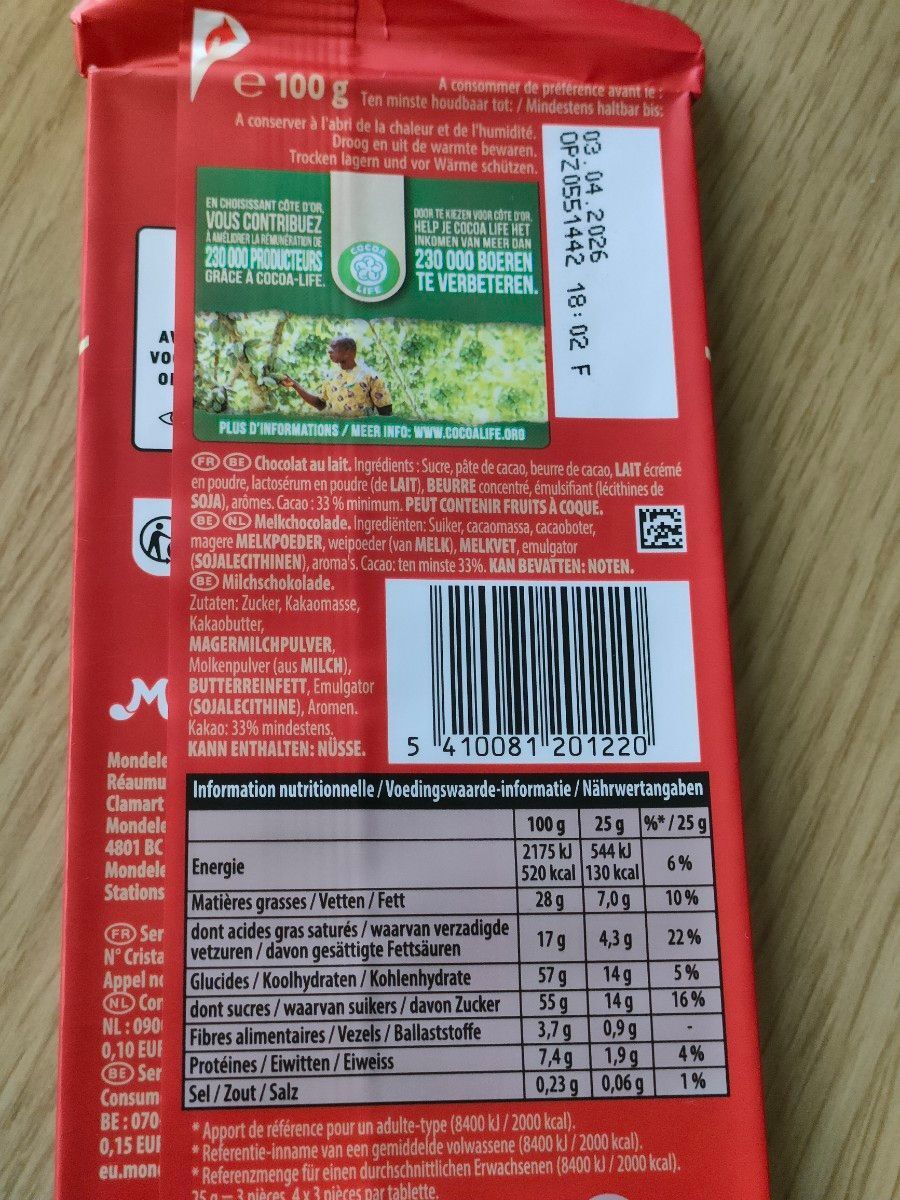 e 100 g
A consommer de préférence avant le :
Ten minste houdbaar tot: / Mindestens haltbar bis:
A conserver à l'abri de la chaleur et de l'humidité.
Droog en uit de warmte bewaren.
Trocken lagern und vor Wärme schützen.
03.04.2026
OPZ0551442 18:02 F
EN CHOISISSANT CÔTE D'OR,
VOUS CONTRIBUEZ
À AMÉLIORER LA RÉMUNÉRATION DE
230 000 PRODUCTEURS
GRÂCE À COCOA-LIFE.
COCOA
LIFE
DOOR TE KIEZEN VOOR CÔTE D'OR,
HELP JE COCOA LIFE HET
INKOMEN VAN MEER DAN
230 000 BOEREN
TE VERBETEREN.
PLUS D'INFORMATIONS / MEER INFO: WWW.COCOALIFE.ORG
FR BE Chocolat au lait. Ingrédients : Sucre, pâte de cacao, beurre de cacao, LAIT écrémé
en poudre, lactosérum en poudre (de LAIT), BEURRE concentré, émulsifiant (lécithines de
SOJA), arômes. Cacao : 33 % minimum. PEUT CONTENIR FRUITS À COQUE.
BE NL Melkchocolade. Ingrediënten: Suiker, cacaomassa, cacaoboter,
magere MELKPOEDER, weipoeder (van MELK), MELKVET, emulgator
(SOJALECITHINEN), aroma's. Cacao: ten minste 33%. KAN BEVATTEN: NOTEN.
BE Milchschokolade.
Zutaten: Zucker, Kakaomasse,
Kakaobutter,
MAGERMILCHPULVER,
Molkenpulver (aus MILCH),
BUTTERREINFETT, Emulgator
(SOJALECITHINE), Aromen.
Kakao: 33% mindestens.
KANN ENTHALTEN: NÜSSE.
5 410081 201220
Information nutritionnelle / Voedingswaarde-informatie / Nährwertangaben
100 g 25 g %* / 25 g
Energie 2175 kJ 544 kJ 6 %
520 kcal 130 kcal
Matières grasses / Vetten / Fett 28 g 7,0 g 10 %
dont acides gras saturés / waarvan verzadigde
vetzuren / davon gesättigte Fettsäuren 17 g 4,3 g 22 %
Glucides / Koolhydraten / Kohlenhydrate 57 g 14 g 5 %
dont sucres / waarvan suikers / davon Zucker 55 g 14 g 16 %
Fibres alimentaires / Vezels / Ballaststoffe 3,7 g 0,9 g -
Protéines / Eiwitten / Eiweiss 7,4 g 1,9 g 4 %
Sel / Zout / Salz 0,23 g 0,06 g 1 %
* Apport de référence pour un adulte-type (8400 kJ / 2000 kcal).
* Referentie-inname van een gemiddelde volwassene (8400 kJ / 2000 kcal).
* Referenzmenge für einen durchschnittlichen Erwachsenen (8400 kJ / 2000 kcal).
25 g = 3 pièces, 4 x 3 pièces par tablette.
AV
VO
M
Mondele
Réaumu
Clamart
Mondele
4801 BC
Mondele
Stations
FR Ser
N° Crista
Appel no
NL Con
NL : 090
0,10 EUR
BE Ser
Consum
BE : 070
0,15 EUR
eu.mon